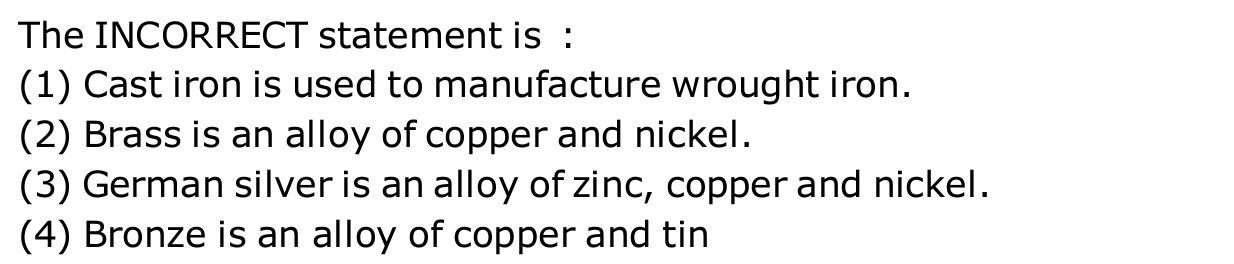 The INCORRECT statement is :
(1) Cast iron is used to manufacture wrought iron.
(2) Brass is an alloy of copper and nickel.
(3) German silver is an alloy of zinc, copper and nickel.
(4) Bronze is an alloy of copper and tin